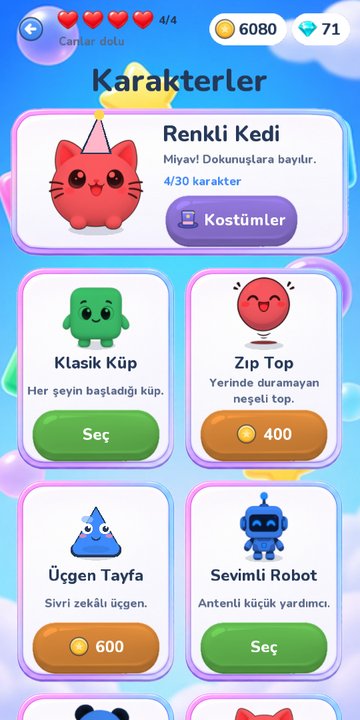 4/4
6080
71
Canlar dolu
Karakterler
Renkli Kedi
Miyav! Dokunuşlara bayılır.
4/30 karakter
Kostümler
Klasik Küp
Her şeyin başladığı küp.
Seç
Zıp Top
Yerinde duramayan
neşeli top.
400
Üçgen Tayfa
Sivri zekâlı üçgen.
600
Sevimli Robot
Antenli küçük yardımcı.
Seç